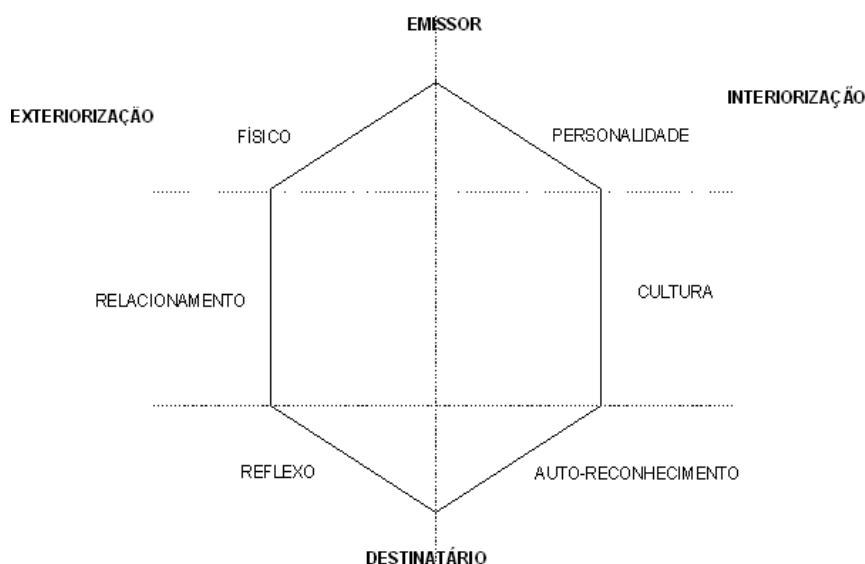 EMISSOR
INTERIORIZAÇÃO
EXTERIORIZAÇÃO
FÍSICO
PERSONALIDADE
RELACIONAMENTO
CULTURA
REFLEXO
AUTO-RECONHECIMENTO
DESTINATÁRIO